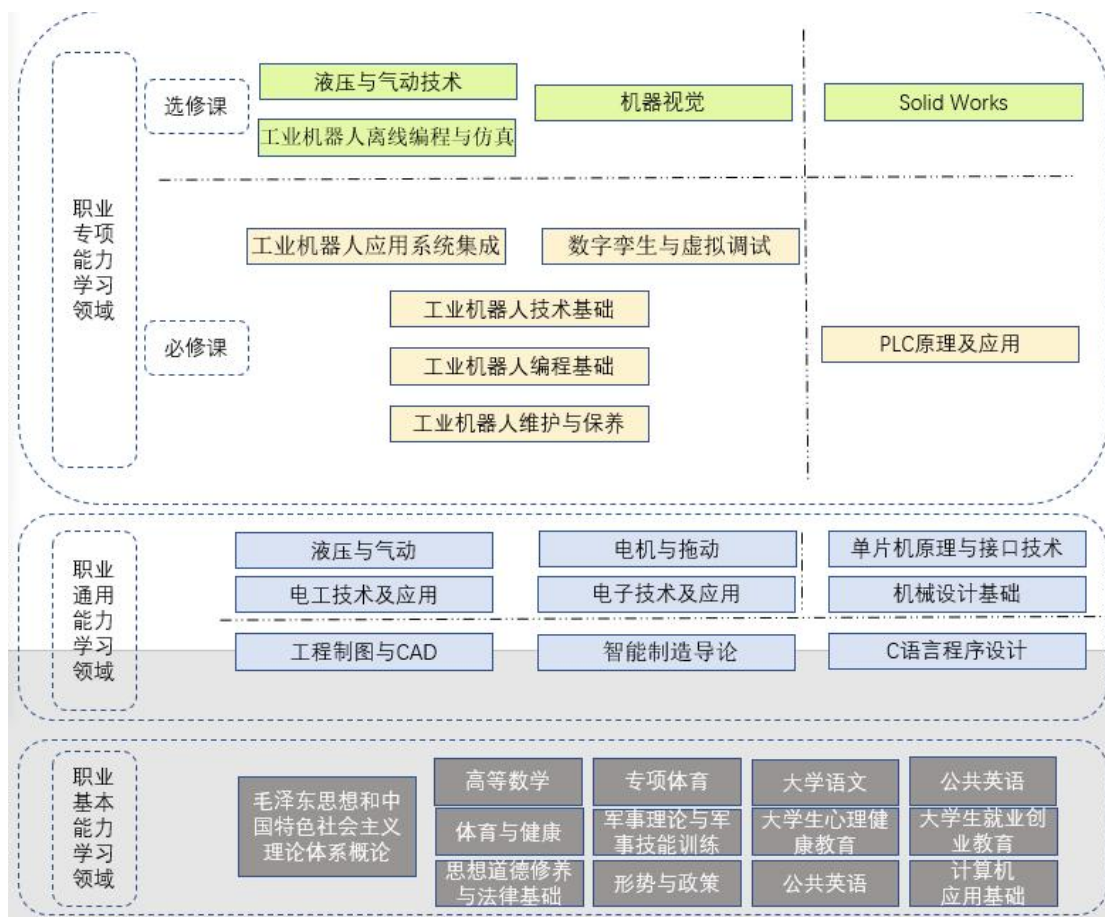 职业
专项
能力
学习
领域
选修课
液压与气动技术
工业机器人离线编程与仿真
机器视觉
Solid Works
必修课
工业机器人应用系统集成
数字孪生与虚拟调试
工业机器人技术基础
工业机器人编程基础
工业机器人维护与保养
PLC原理及应用
职业
通用
能力
学习
领域
液压与气动
电机与拖动
单片机原理与接口技术
电工技术及应用
电子技术及应用
机械设计基础
工程制图与CAD
智能制造导论
C语言程序设计
职业
基本
能力
学习
领域
毛泽东思想和中
国特色社会主义
理论体系概论
高等数学
专项体育
大学语文
公共英语
体育与健康
军事理论与军
事技能训练
大学生心理健
康教育
大学生就业创
业教育
思想道德修养
与法律基础
形势与政策
公共英语
计算机
应用基础